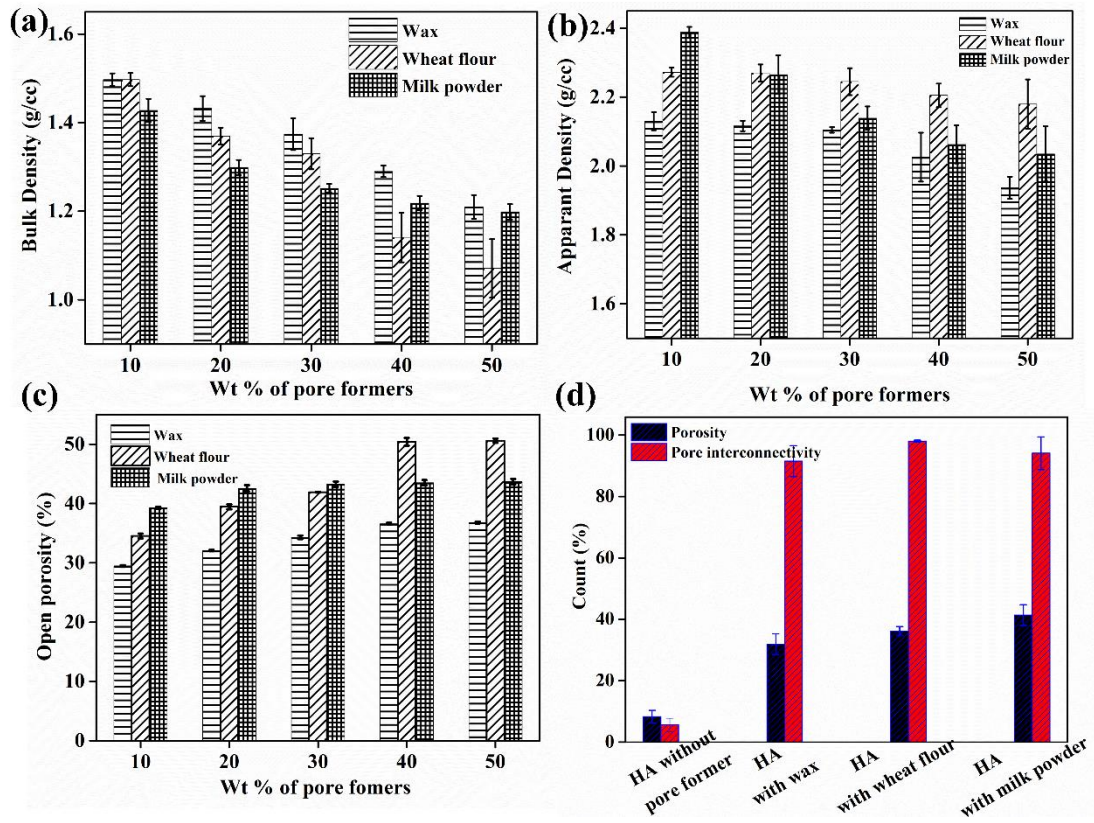 (a)
Wax
Wheat flour
Milk powder
Bulk Density (g/cc)
1.6
1.4
1.2
1.0
10 20 30 40 50
Wt % of pore formers
(b)
Wax
Wheat flour
Milk powder
Apparant Density (g/cc)
2.4
2.2
2.0
1.8
1.6
10 20 30 40 50
Wt % of pore formers
(c)
Wax
Wheat flour
Milk powder
Open porosity (%)
50
40
30
20
10
0
10 20 30 40 50
Wt % of pore fomers
(d)
Porosity
Pore interconnectivity
Count (%)
100
80
60
40
20
0
HA without
pore former
HA
with wax
HA
with wheat flour
HA
with milk powder